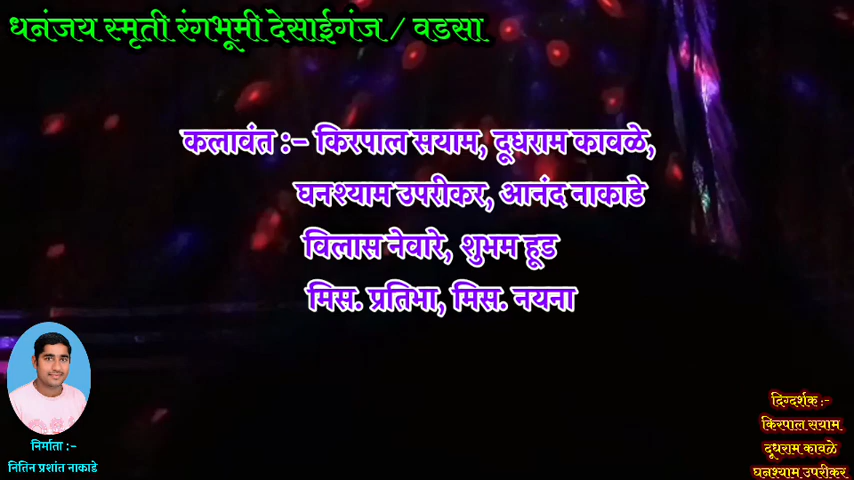 धनंजय स्मृती रंगभूमी देसाईगंज / वडसा
कलावंत :- किरपाल सयाम, दूधराम कावळे,
घनश्याम उपरीकर, आनंद नाकाडे
विलास नेवारे, शुभम हूड
मिस. प्रतिभा, मिस. नयना
निर्माता :-
नितिन प्रशांत नाकाडे
दिग्दर्शक :-
किरपाल सयाम
दूधराम कावळे
घनश्याम उपरीकर